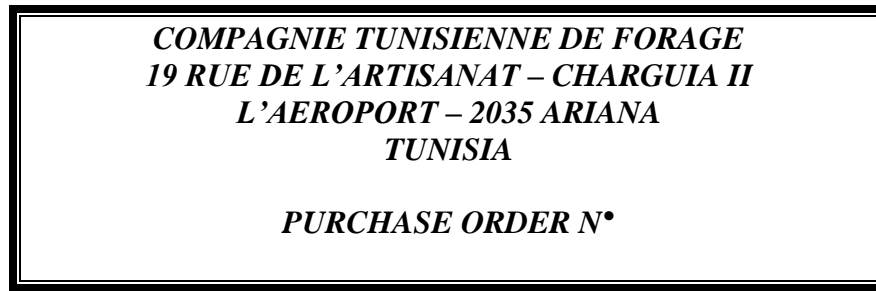 COMPAGNIE TUNISIENNE DE FORAGE
19 RUE DE L’ARTISANAT – CHARGUIA II
L’AEROPORT – 2035 ARIANA
TUNISIA
PURCHASE ORDER N•